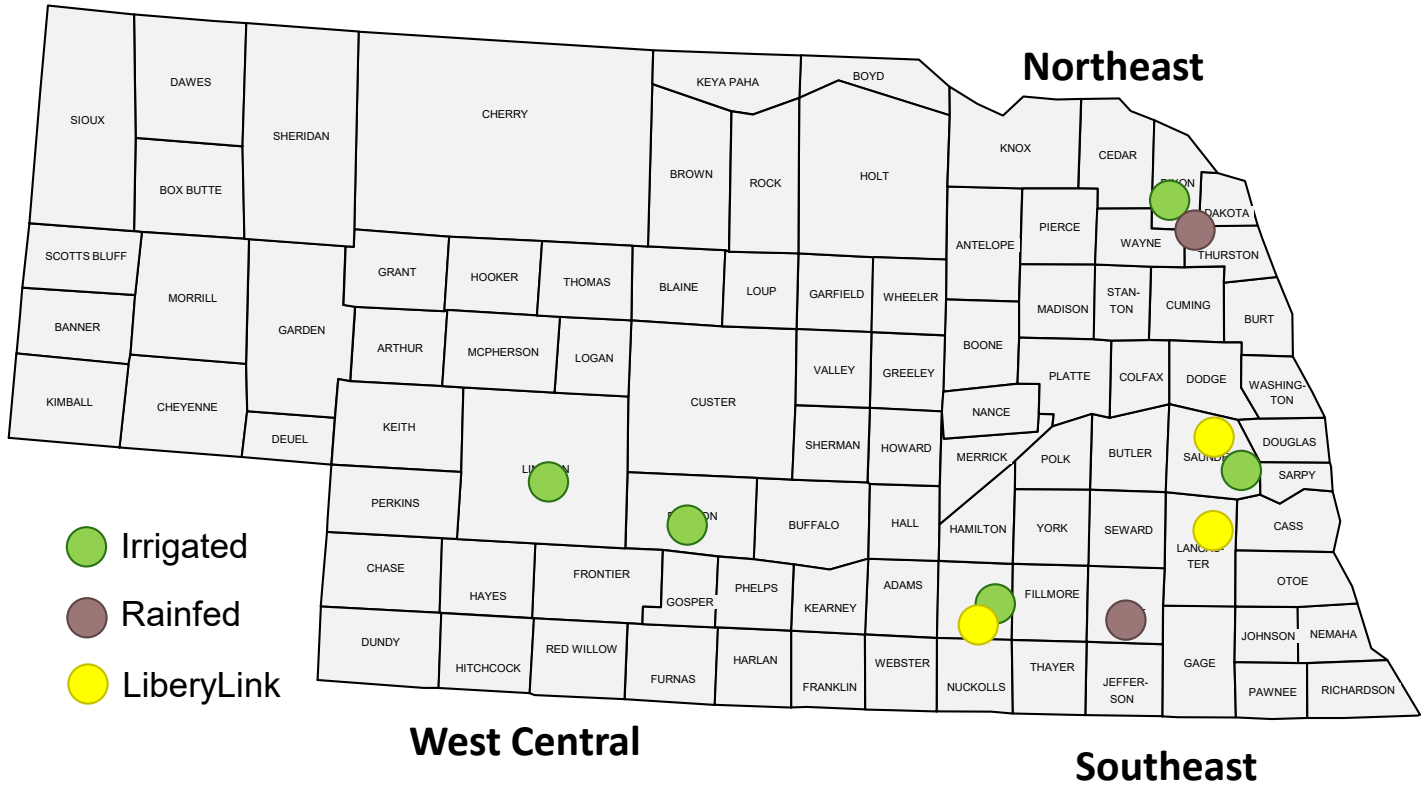 Northeast
BOYD
KEYA PAHA
DAWES
CHERRY
SIOUX
SHERIDAN
KNOX
CEDAR
BROWN
ROCK
HOLT
BOX BUTTE
DAKOTA
PIERCE
WAYNE
ANTELOPE
THURSTON
SCOTTS BLUFF
GRANT
HOOKER
THOMAS
BLAINE
LOUP
GARFIELD
WHEELER
MORRILL
STAN-
TON
MADISON
CUMING
BURT
BANNER
GARDEN
ARTHUR
MCPHERSON
LOGAN
BOONE
VALLEY
GREELEY
PLATTE
COLFAX
DODGE
WASHING-
TON
KIMBALL
CHEYENNE
CUSTER
NANCE
KEITH
DEUEL
SHERMAN
HOWARD
MERRICK
POLK
BUTLER
DOUGLAS
SARPY
PERKINS
BUFFALO
HALL
HAMILTON
YORK
SEWARD
CASS
TER
Irrigated
CHASE
HAYES
FRONTIER
GOSPER
PHELPS
KEARNEY
ADAMS
FILLMORE
OTOE
Rainfed
DUNDY
HITCHCOCK
RED WILLOW
FURNAS
HARLAN
FRANKLIN
WEBSTER
NUCKOLLS
THAYER
JEFFER-
SON
GAGE
JOHNSON
NEMAHA
PAWNEE
RICHARDSON
LiberyLink
West Central
Southeast